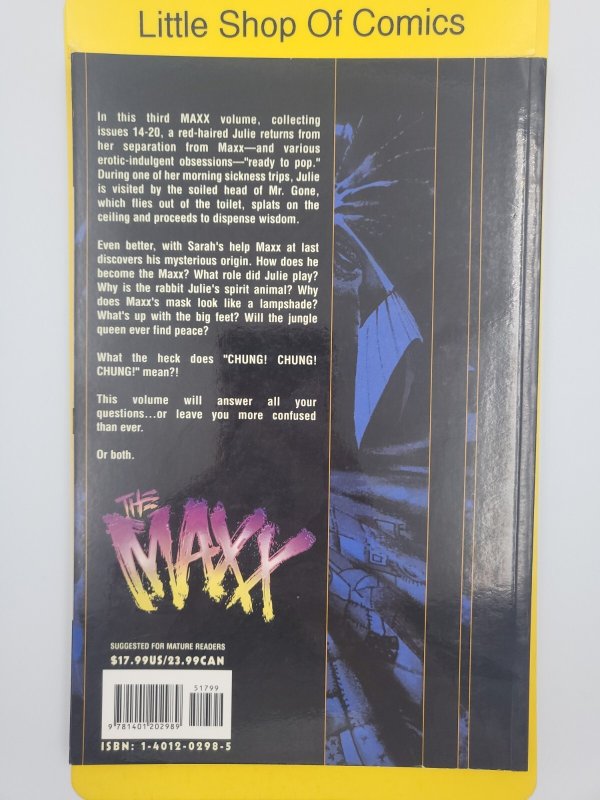 Little Shop Of Comics
In this third MAXX volume, collecting
issues 14-20, a red-haired Julie returns from
her separation from Maxx—and various
erotic-indulgent obsessions—"ready to pop."
During one of her morning sickness trips, Julie
is visited by the soiled head of Mr. Gone,
which flies out of the toilet, splats on the
ceiling and proceeds to dispense wisdom.
Even better, with Sarah's help Maxx at last
discovers his mysterious origin. How does he
become the Maxx? What role did Julie play?
Why is the rabbit Julie's spirit animal? Why
does Maxx's mask look like a lampshade?
What's up with the big feet? Will the jungle
queen ever find peace?
What the heck does "CHUNG! CHUNG!
CHUNG!" mean?!
This volume will answer all your
questions...or leave you more confused
than ever.
Or both.
THE
MAXX
SUGGESTED FOR MATURE READERS
$17.99US/23.99CAN
51799
9 781401 202989
ISBN: 1-4012-0298-5